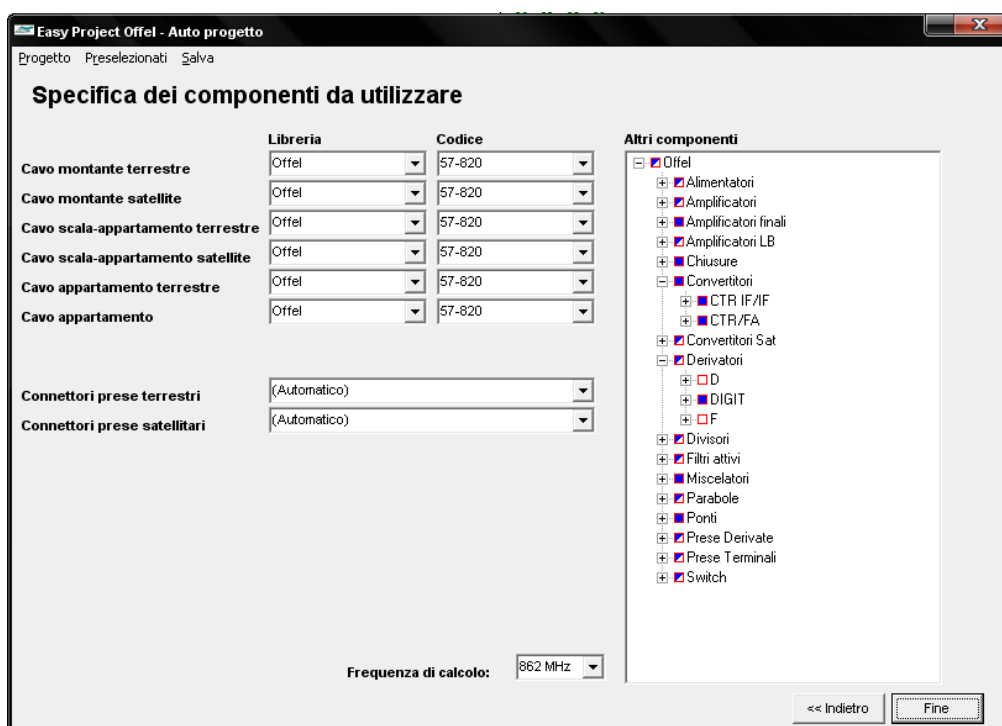 Easy Project Offel - Auto progetto
Progetto Preselezionati Salva
Specifica dei componenti da utilizzare
Libreria Codice Altri componenti
Cavo montante terrestre Offel 57-820
Cavo montante satellite Offel 57-820
Cavo scala-appartamento terrestre Offel 57-820
Cavo scala-appartamento satellite Offel 57-820
Cavo appartamento terrestre Offel 57-820
Cavo appartamento Offel 57-820
Connettori prese terrestri (Automatico)
Connettori prese satellitari (Automatico)
Offel
Alimentatori
Amplificatori
Amplificatori finali
Amplificatori LB
Chiusure
Convertitori
CTR IF/IF
CTR/FA
Convertitori Sat
Derivatori
D
DIGIT
F
Divisori
Filtri attivi
Miscelatori
Parabole
Ponti
Prese Derivate
Prese Terminali
Switch
Frequenza di calcolo: 862 MHz
<< Indietro Fine